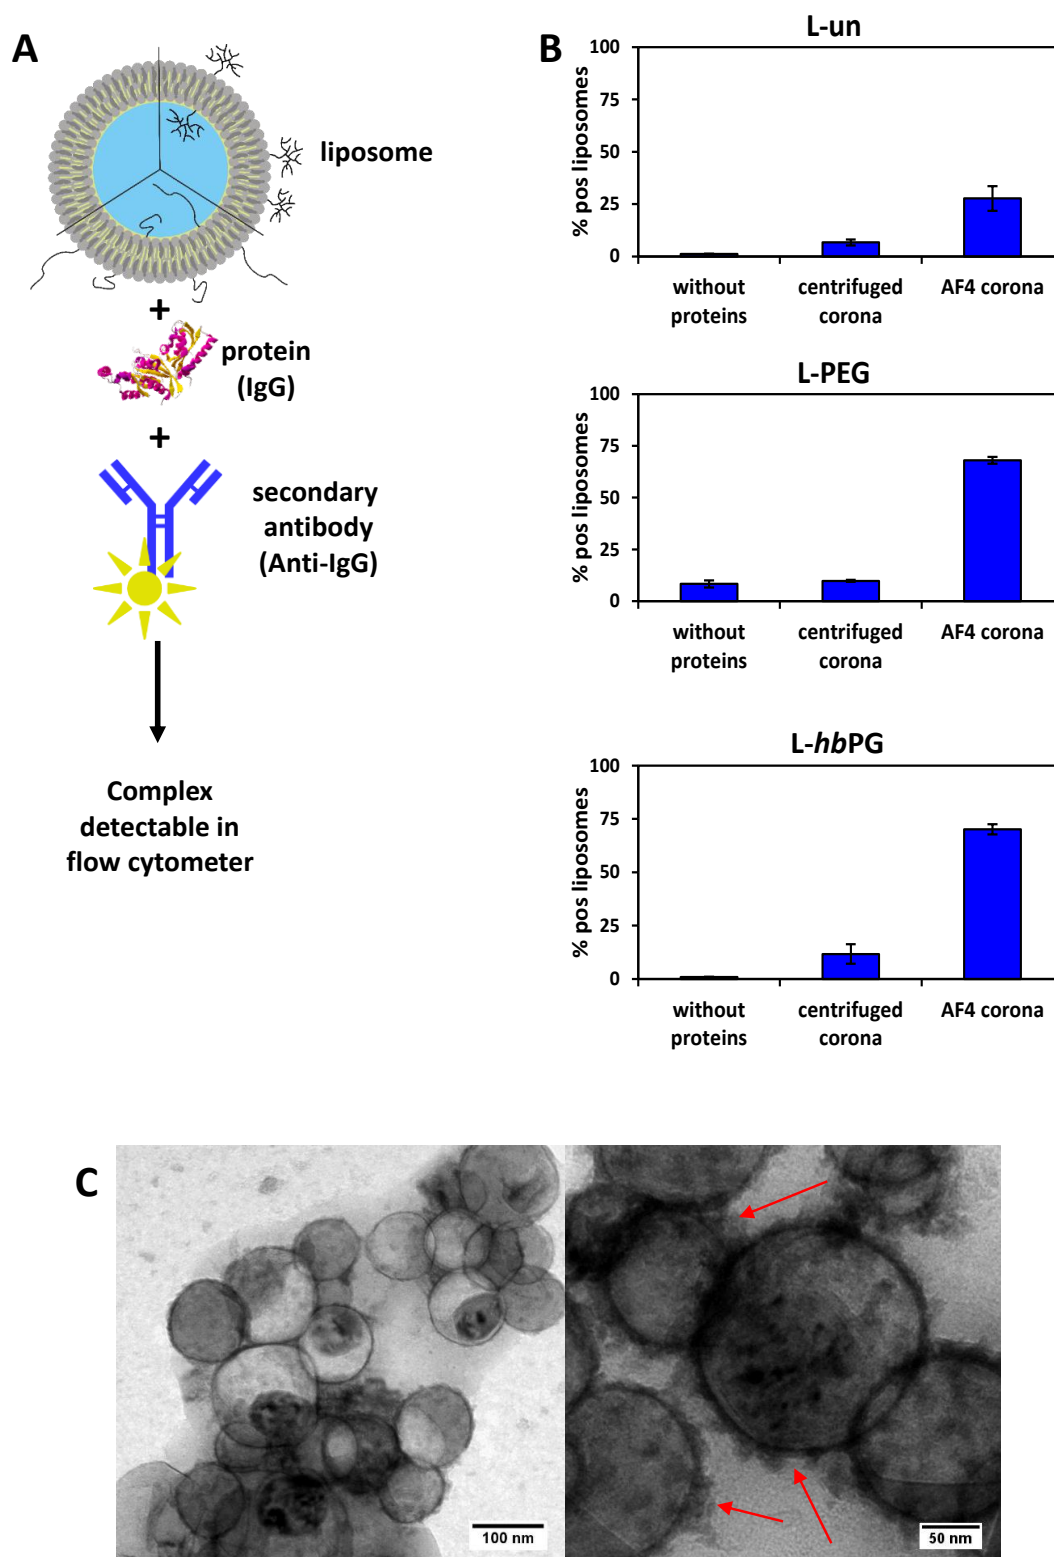 A
liposome
+
protein
(IgG)
+
secondary
antibody
(Anti-IgG)
Complex
detectable in
flow cytometer
B
L-un
% pos liposomes
100
75
50
25
0
without
proteins
centrifuged
corona
AF4 corona
L-PEG
% pos liposomes
100
75
50
25
0
without
proteins
centrifuged
corona
AF4 corona
L-hbPG
% pos liposomes
100
75
50
25
0
without
proteins
centrifuged
corona
AF4 corona
C
100 nm
50 nm